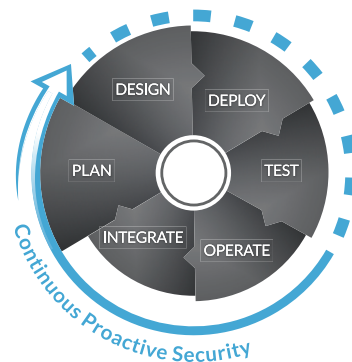 DESIGN
DEPLOY
PLAN
TEST
INTEGRATE
OPERATE
Continuous Proactive Security